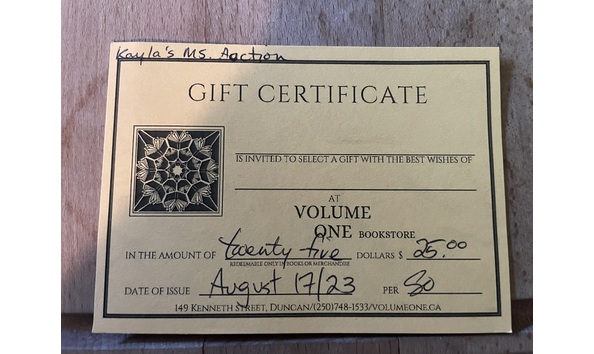 Kayla's MS. Auction
GIFT CERTIFICATE
IS INVITED TO SELECT A GIFT WITH THE BEST WISHES OF
AT
VOLUME
ONE BOOKSTORE
IN THE AMOUNT OF twenty five DOLLARS $ 25.00
REDEEMABLE ONLY IN BOOKS OR MERCHANDISE
DATE OF ISSUE August 17/23 PER
149 KENNETH STREET, DUNCAN/(250)748-1533/VOLUMEONE.CA